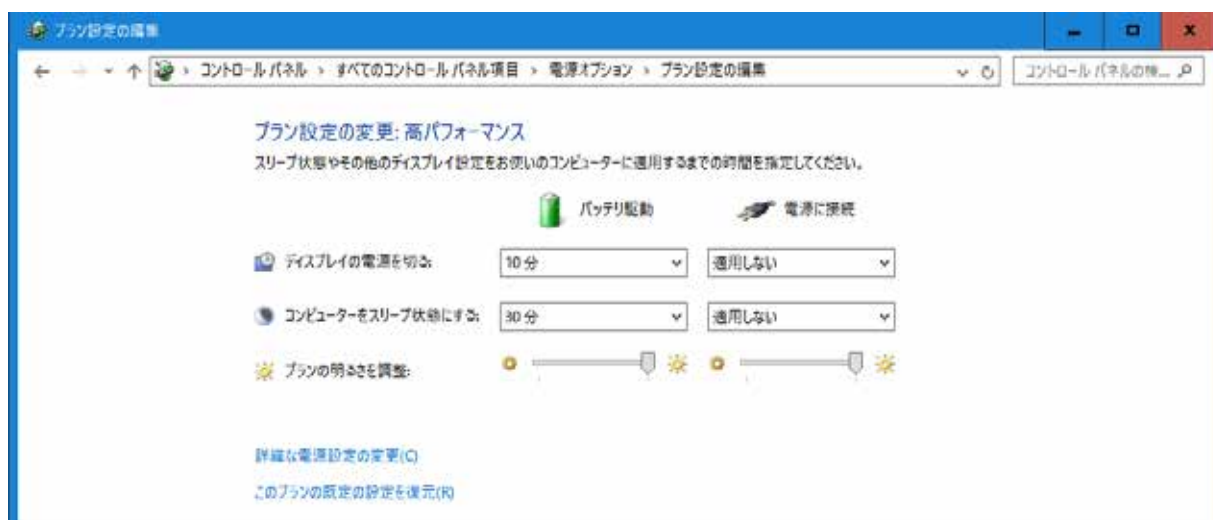 プラン設定の編集
コントロール パネル › すべてのコントロール パネル項目 › 電源オプション › プラン設定の編集
コントロール パネルの検...
プラン設定の変更: 高パフォーマンス
スリープ状態やその他のディスプレイ設定をお使いのコンピューターに適用するまでの時間を指定してください。
バッテリ駆動 電源に接続
ディスプレイの電源を切る: 10 分 適用しない
コンピューターをスリープ状態にする: 30 分 適用しない
プランの明るさを調整:
詳細な電源設定の変更(C)
このプランの既定の設定を復元(R)